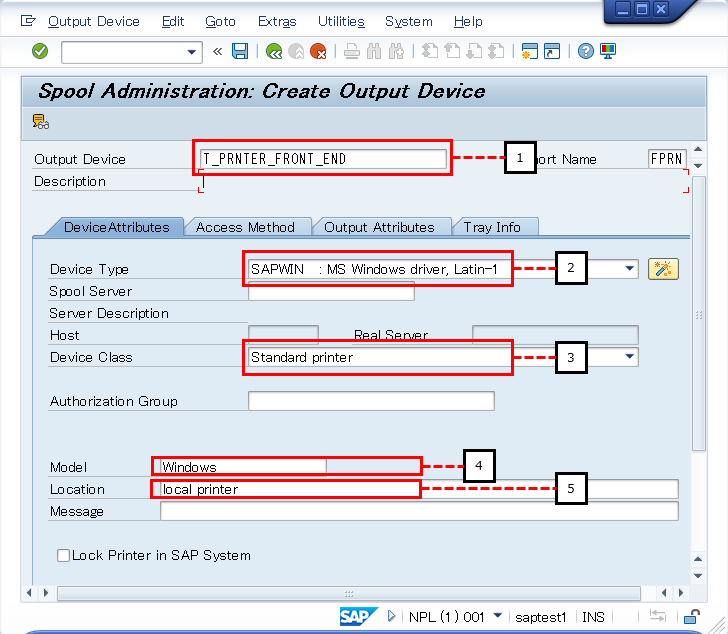 Output Device Edit Goto Extras Utilities System Help
Spool Administration: Create Output Device
Output Device T_PRNTER_FRONT_END 1 ort Name FPRN
Description
DeviceAttributes Access Method Output Attributes Tray Info
Device Type SAPWIN : MS Windows driver, Latin-1 2
Spool Server
Server Description
Host Real Server
Device Class Standard printer 3
Authorization Group
Model Windows 4
Location local printer 5
Message
Lock Printer in SAP System
SAP NPL (1) 001 saptest1 INS